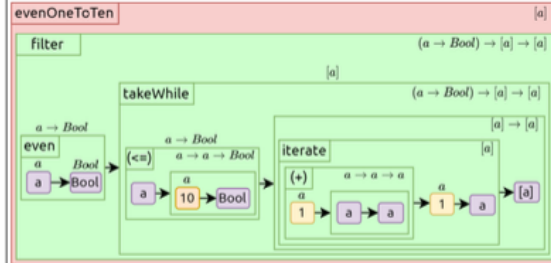 evenOneToTen [a]
filter (a → Bool) → [a] → [a]
[a]
takeWhile (a → Bool) → [a] → [a]
a → Bool
even
a Bool
a Bool
a → Bool
(<=) a → a → Bool
a
a 10 Bool
[a] → [a]
iterate [a]
(+) a → a → a
a
1 a a
a
1 a
[a]